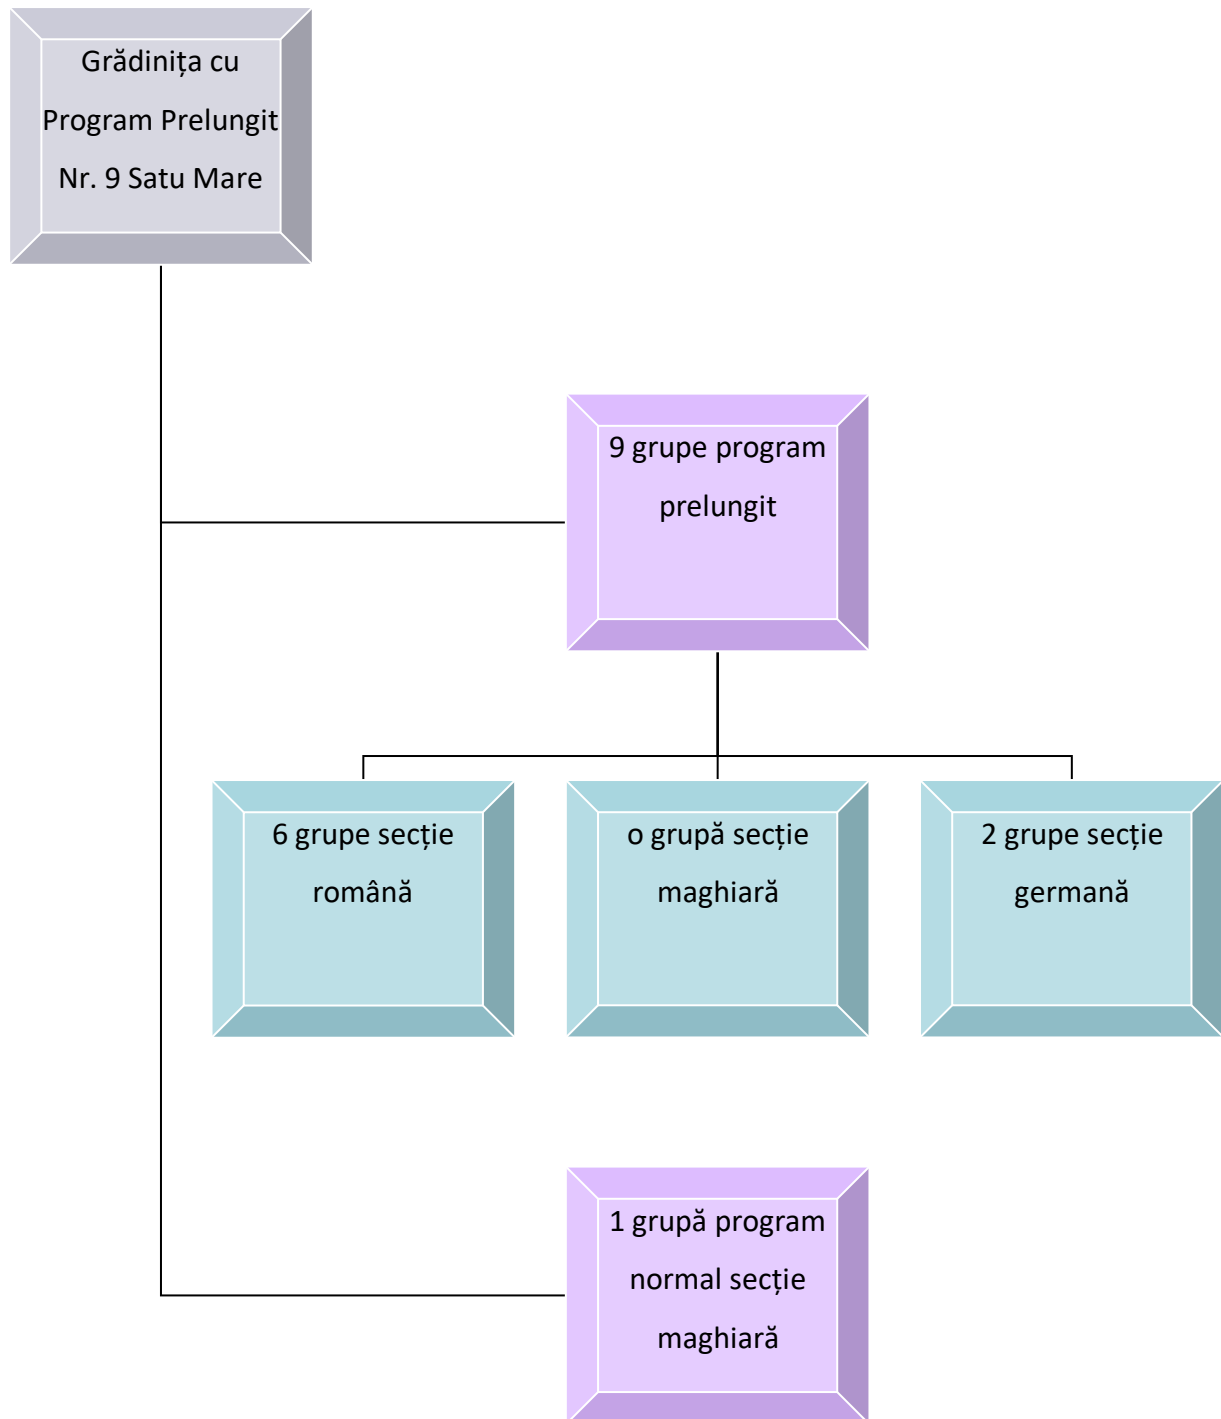 Grădinița cu
Program Prelungit
Nr. 9 Satu Mare
9 grupe program
prelungit
6 grupe secție
română
o grupă secție
maghiară
2 grupe secție
germană
1 grupă program
normal secție
maghiară